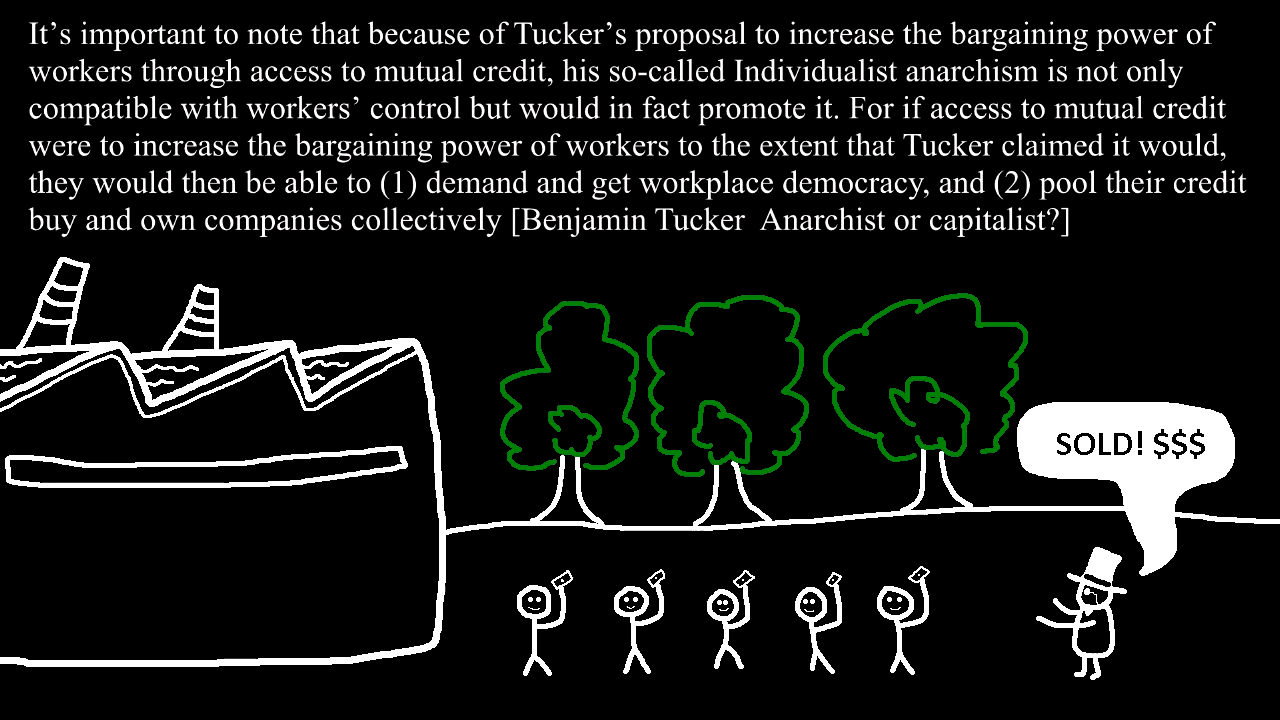 It’s important to note that because of Tucker’s proposal to increase the bargaining power of
workers through access to mutual credit, his so-called Individualist anarchism is not only
compatible with workers’ control but would in fact promote it. For if access to mutual credit
were to increase the bargaining power of workers to the extent that Tucker claimed it would,
they would then be able to (1) demand and get workplace democracy, and (2) pool their credit
buy and own companies collectively [Benjamin Tucker  Anarchist or capitalist?]
SOLD! $$$